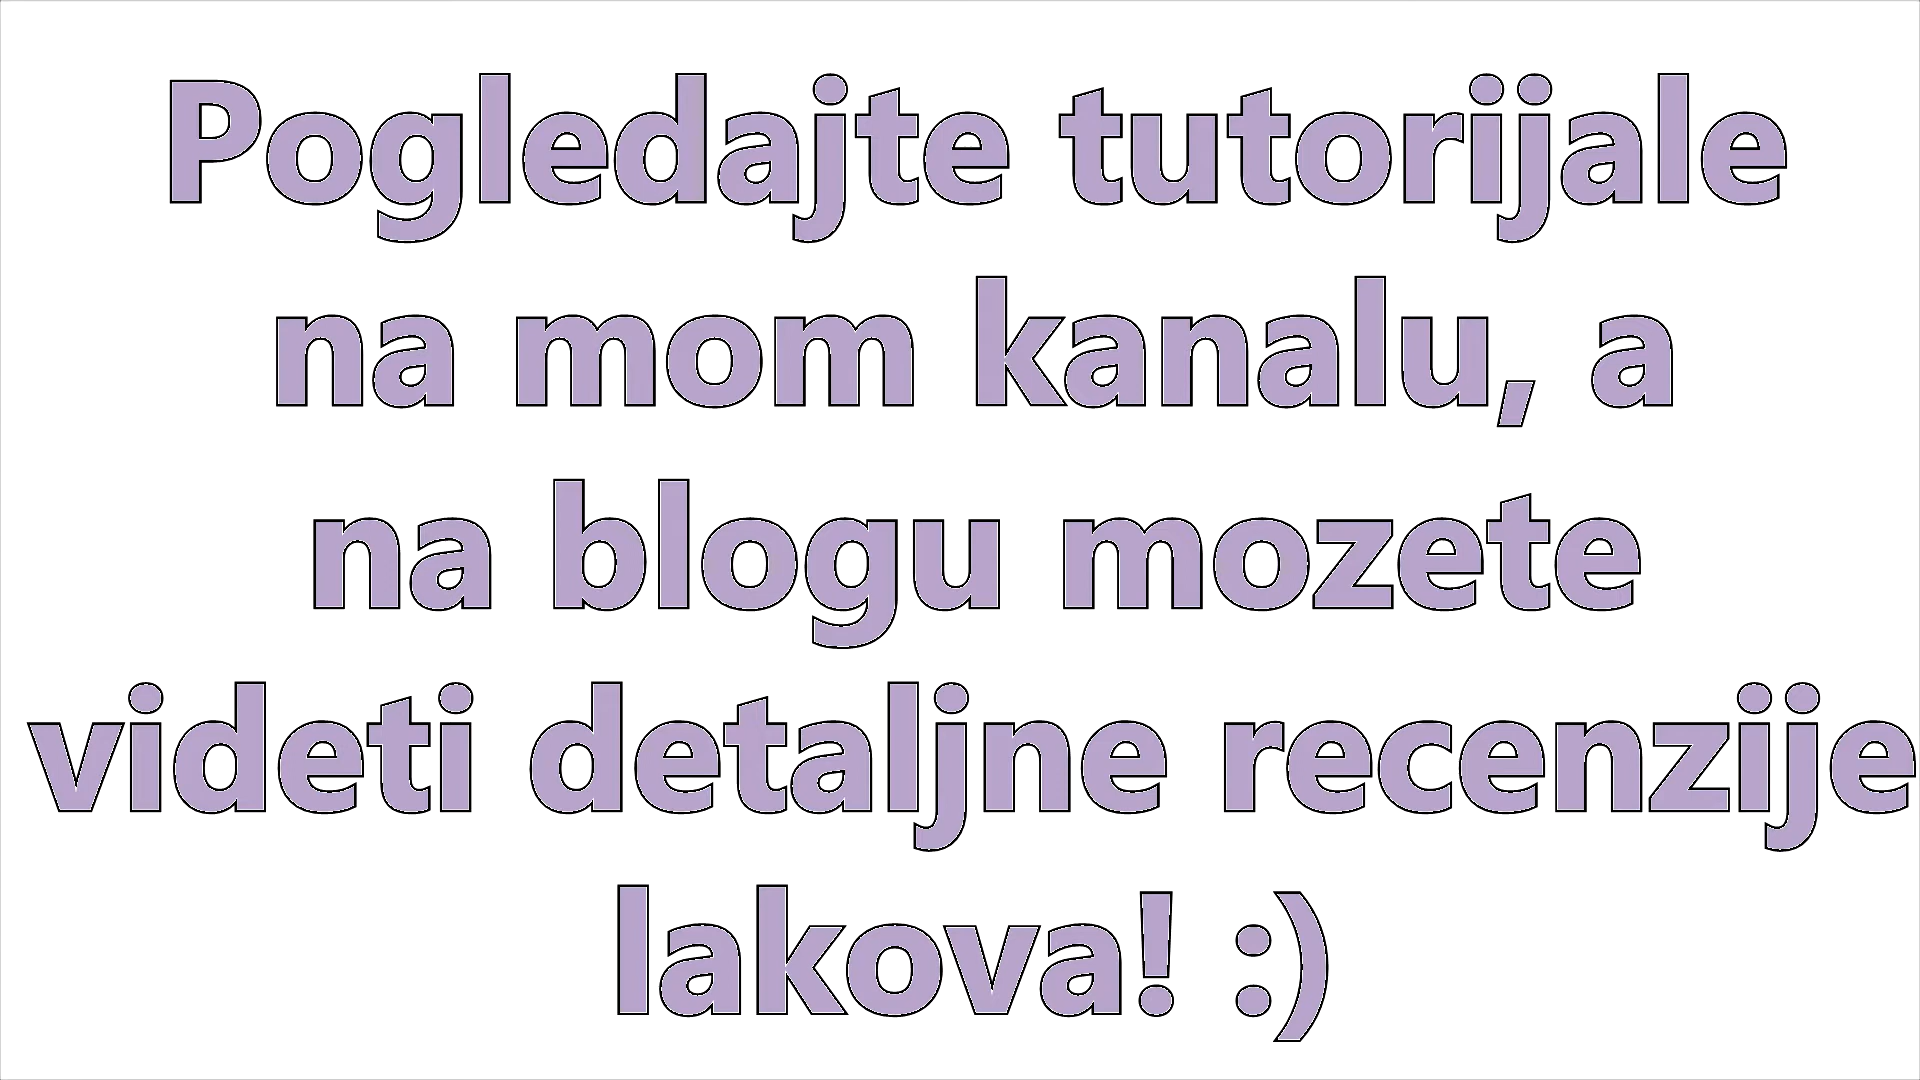 Pogledajte tutorijale
na mom kanalu, a
na blogu mozete
videti detaljne recenzije
lakova! :)